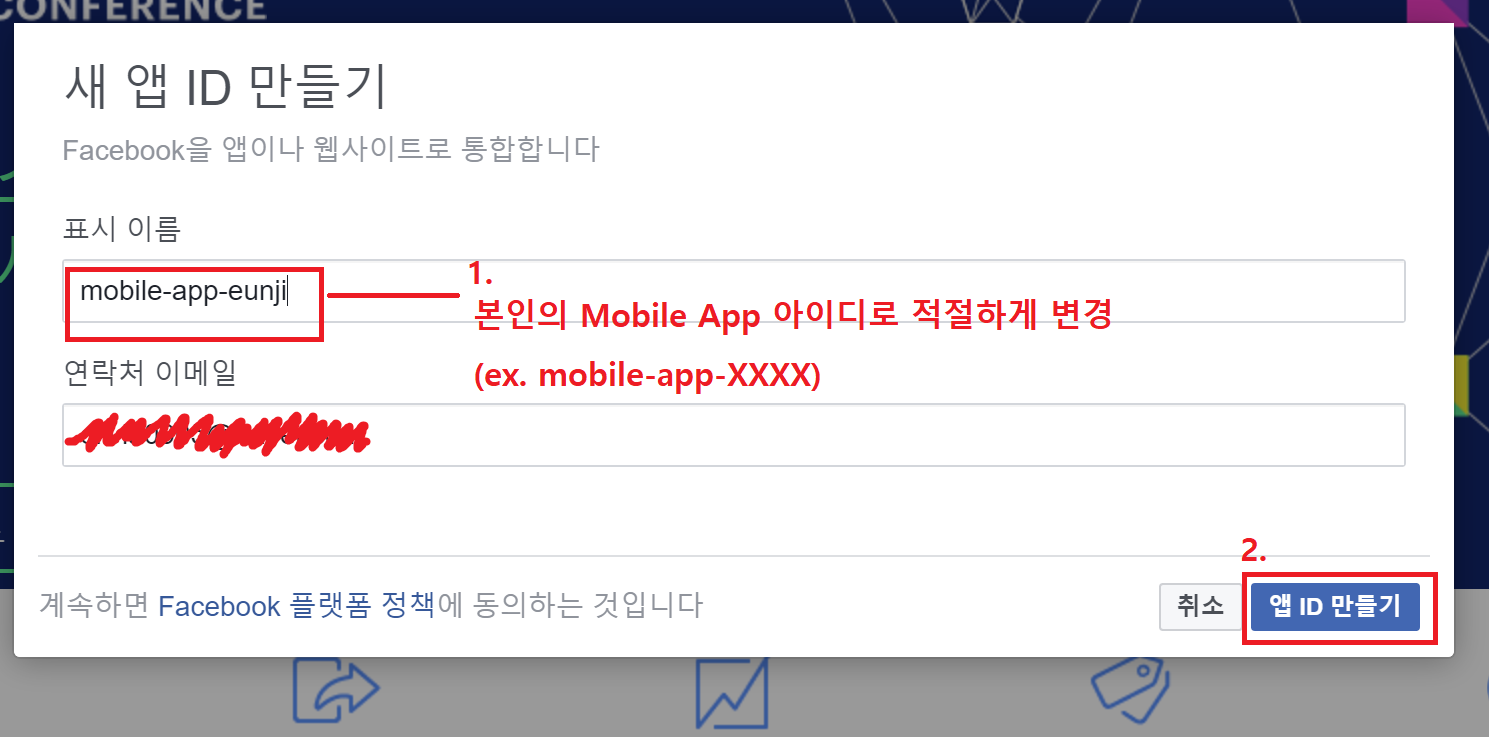 CONFERENCE
새 앱 ID 만들기
Facebook을 앱이나 웹사이트로 통합합니다
표시 이름
mobile-app-eunji
1.
본인의 Mobile App 아이디로 적절하게 변경
(ex. mobile-app-XXXX)
연락처 이메일
2.
계속하면 Facebook 플랫폼 정책에 동의하는 것입니다
취소
앱 ID 만들기